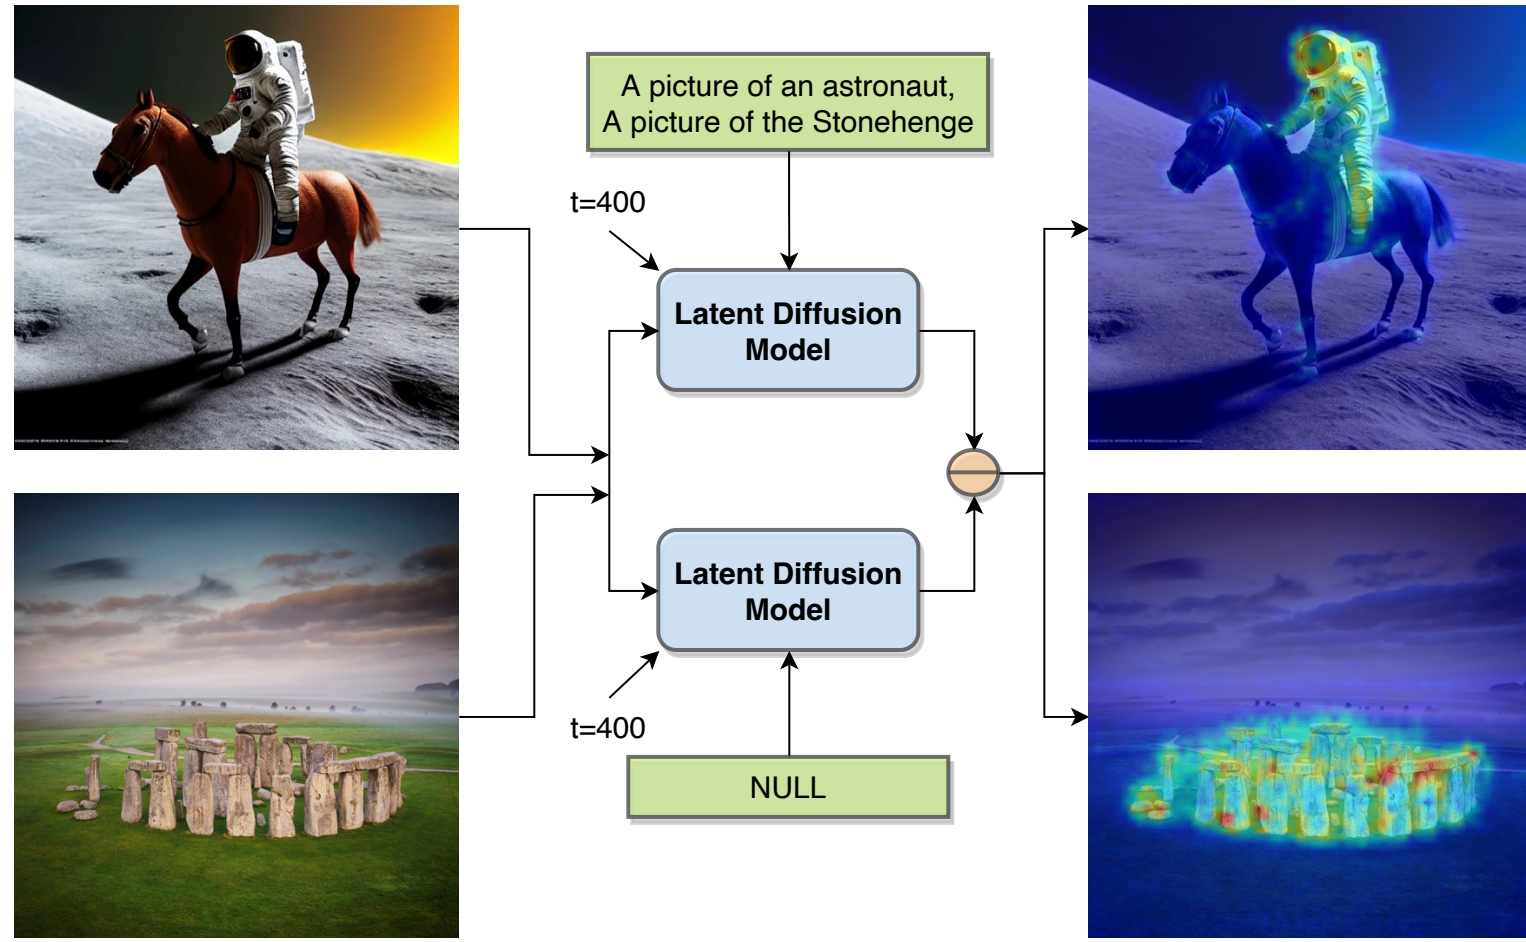 A picture of an astronaut,
A picture of the Stonehenge
t=400
Latent Diffusion
Model
Latent Diffusion
Model
t=400
NULL